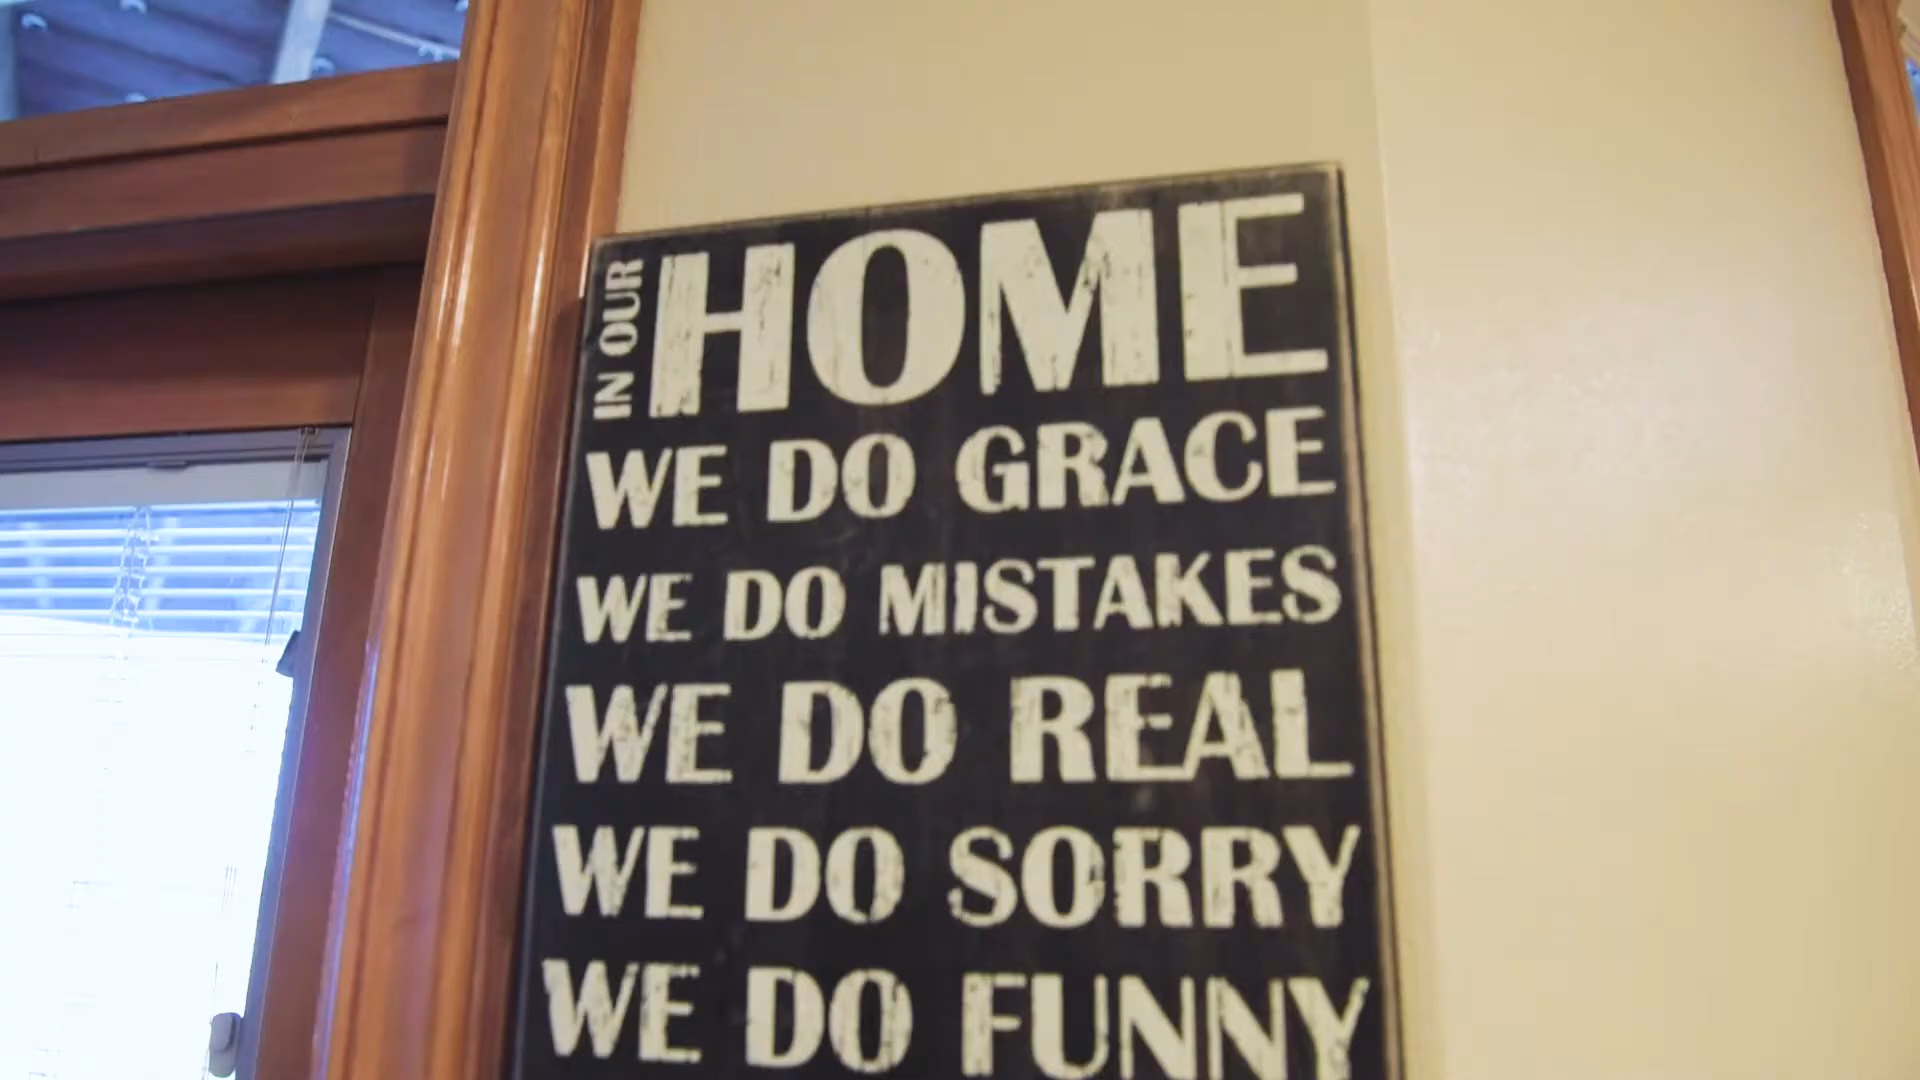 IN OUR
HOME
WE DO GRACE
WE DO MISTAKES
WE DO REAL
WE DO SORRY
WE DO FUNNY